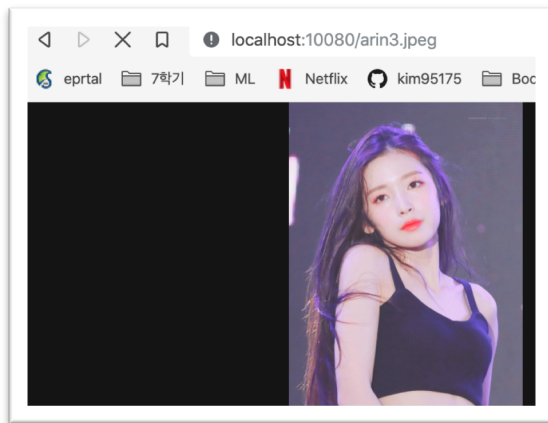 localhost:10080/arin3.jpeg
eprtal 7학기 ML Netflix kim95175 Boo